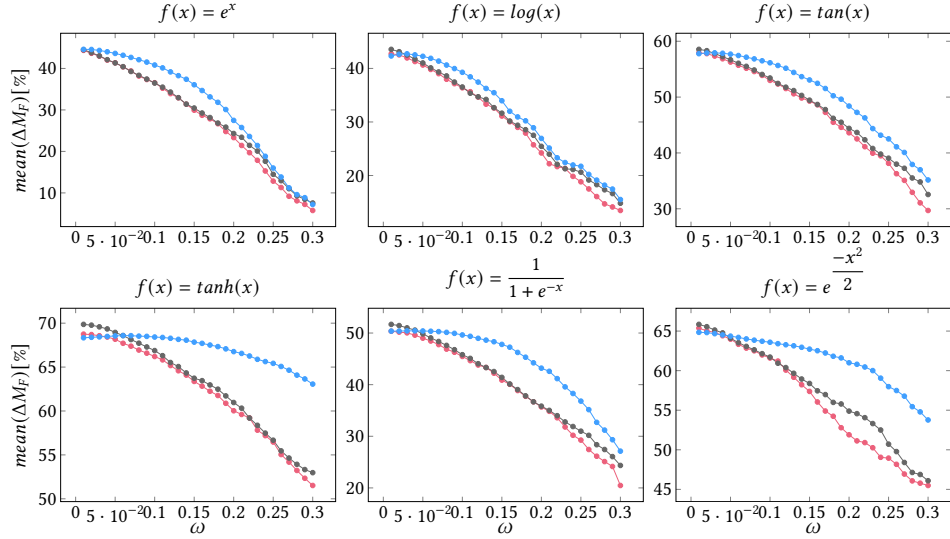 f(x) = e^x
f(x) = log(x)
f(x) = tan(x)
mean(ΔM_F)[%]
40
30
20
10
0 5 · 10^−2 0.1 0.15 0.2 0.25 0.3
40
30
20
0 5 · 10^−2 0.1 0.15 0.2 0.25 0.3
60
50
40
30
0 5 · 10^−2 0.1 0.15 0.2 0.25 0.3
f(x) = tanh(x)
f(x) = 1 / (1 + e^−x)
f(x) = e^(−x^2 / 2)
mean(ΔM_F)[%]
70
65
60
55
50
0 5 · 10^−2 0.1 0.15 0.2 0.25 0.3
ω
50
40
30
20
0 5 · 10^−2 0.1 0.15 0.2 0.25 0.3
ω
65
60
55
50
45
0 5 · 10^−2 0.1 0.15 0.2 0.25 0.3
ω